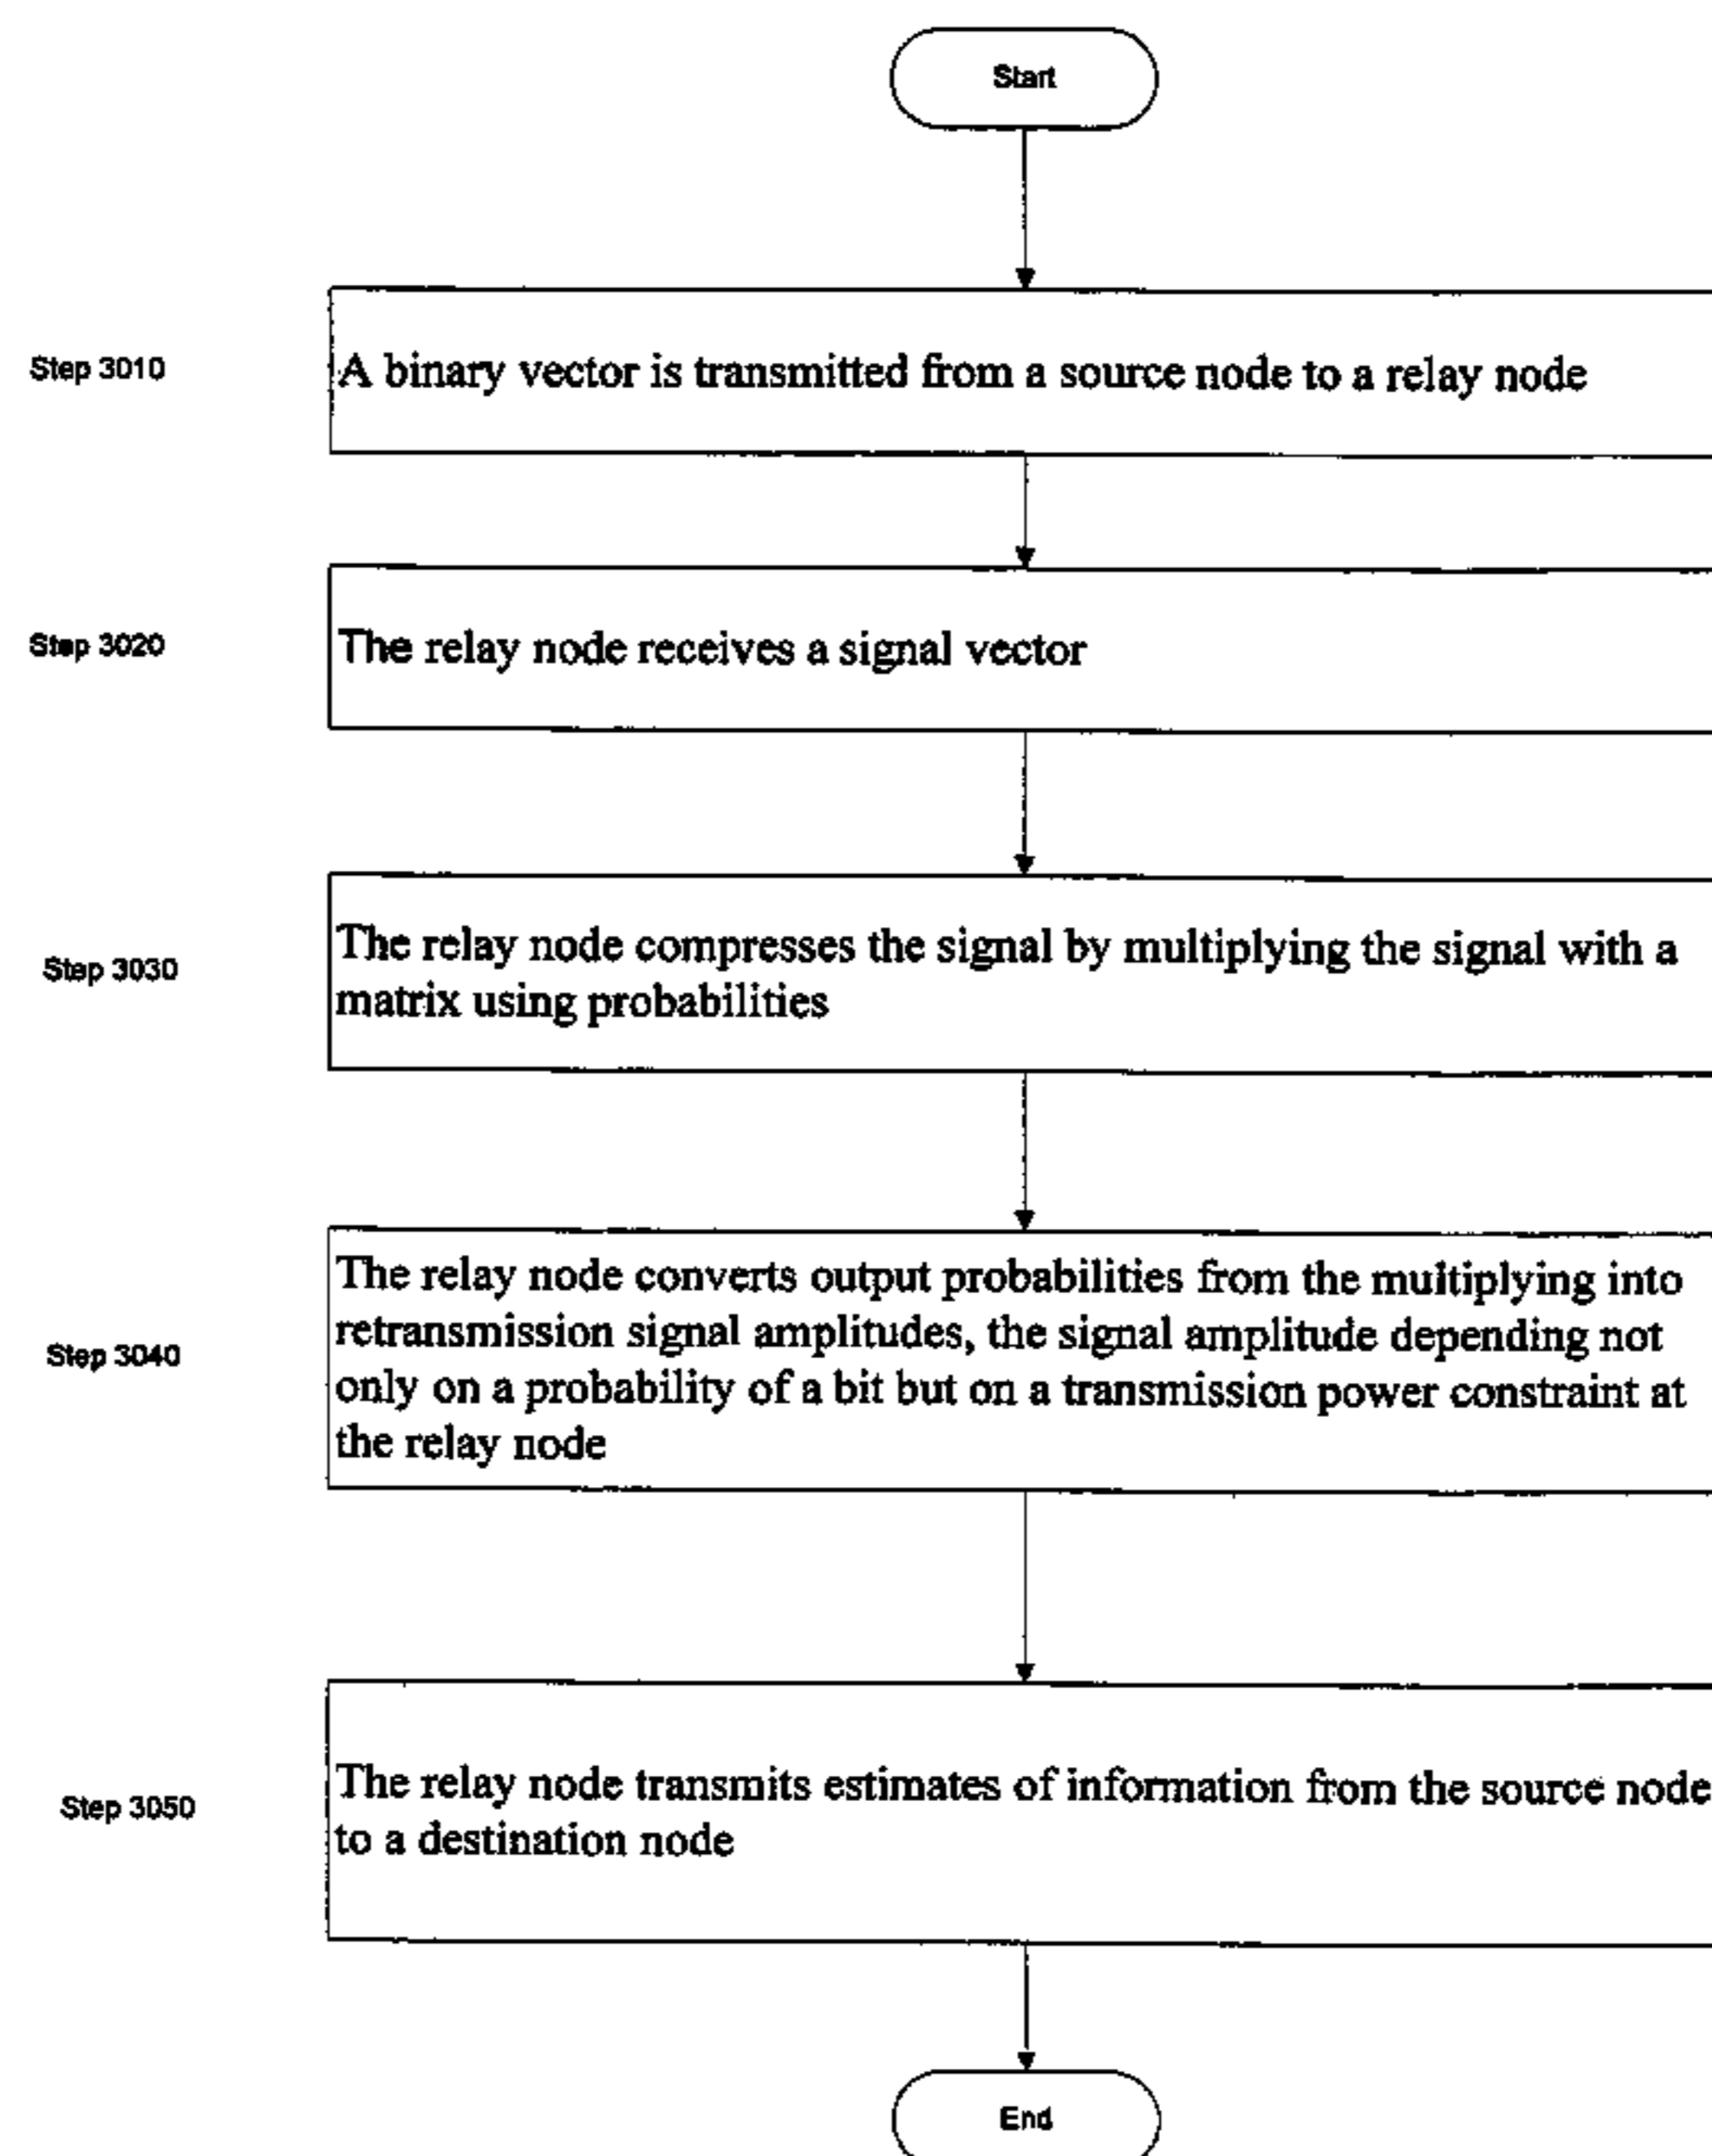 Start
Step 3010
A binary vector is transmitted from a source node to a relay node
Step 3020
The relay node receives a signal vector
Step 3030
The relay node compresses the signal by multiplying the signal with a
matrix using probabilities
Step 3040
The relay node converts output probabilities from the multiplying into
retransmission signal amplitudes, the signal amplitude depending not
only on a probability of a bit but on a transmission power constraint at
the relay node
Step 3050
The relay node transmits estimates of information from the source node
to a destination node
End